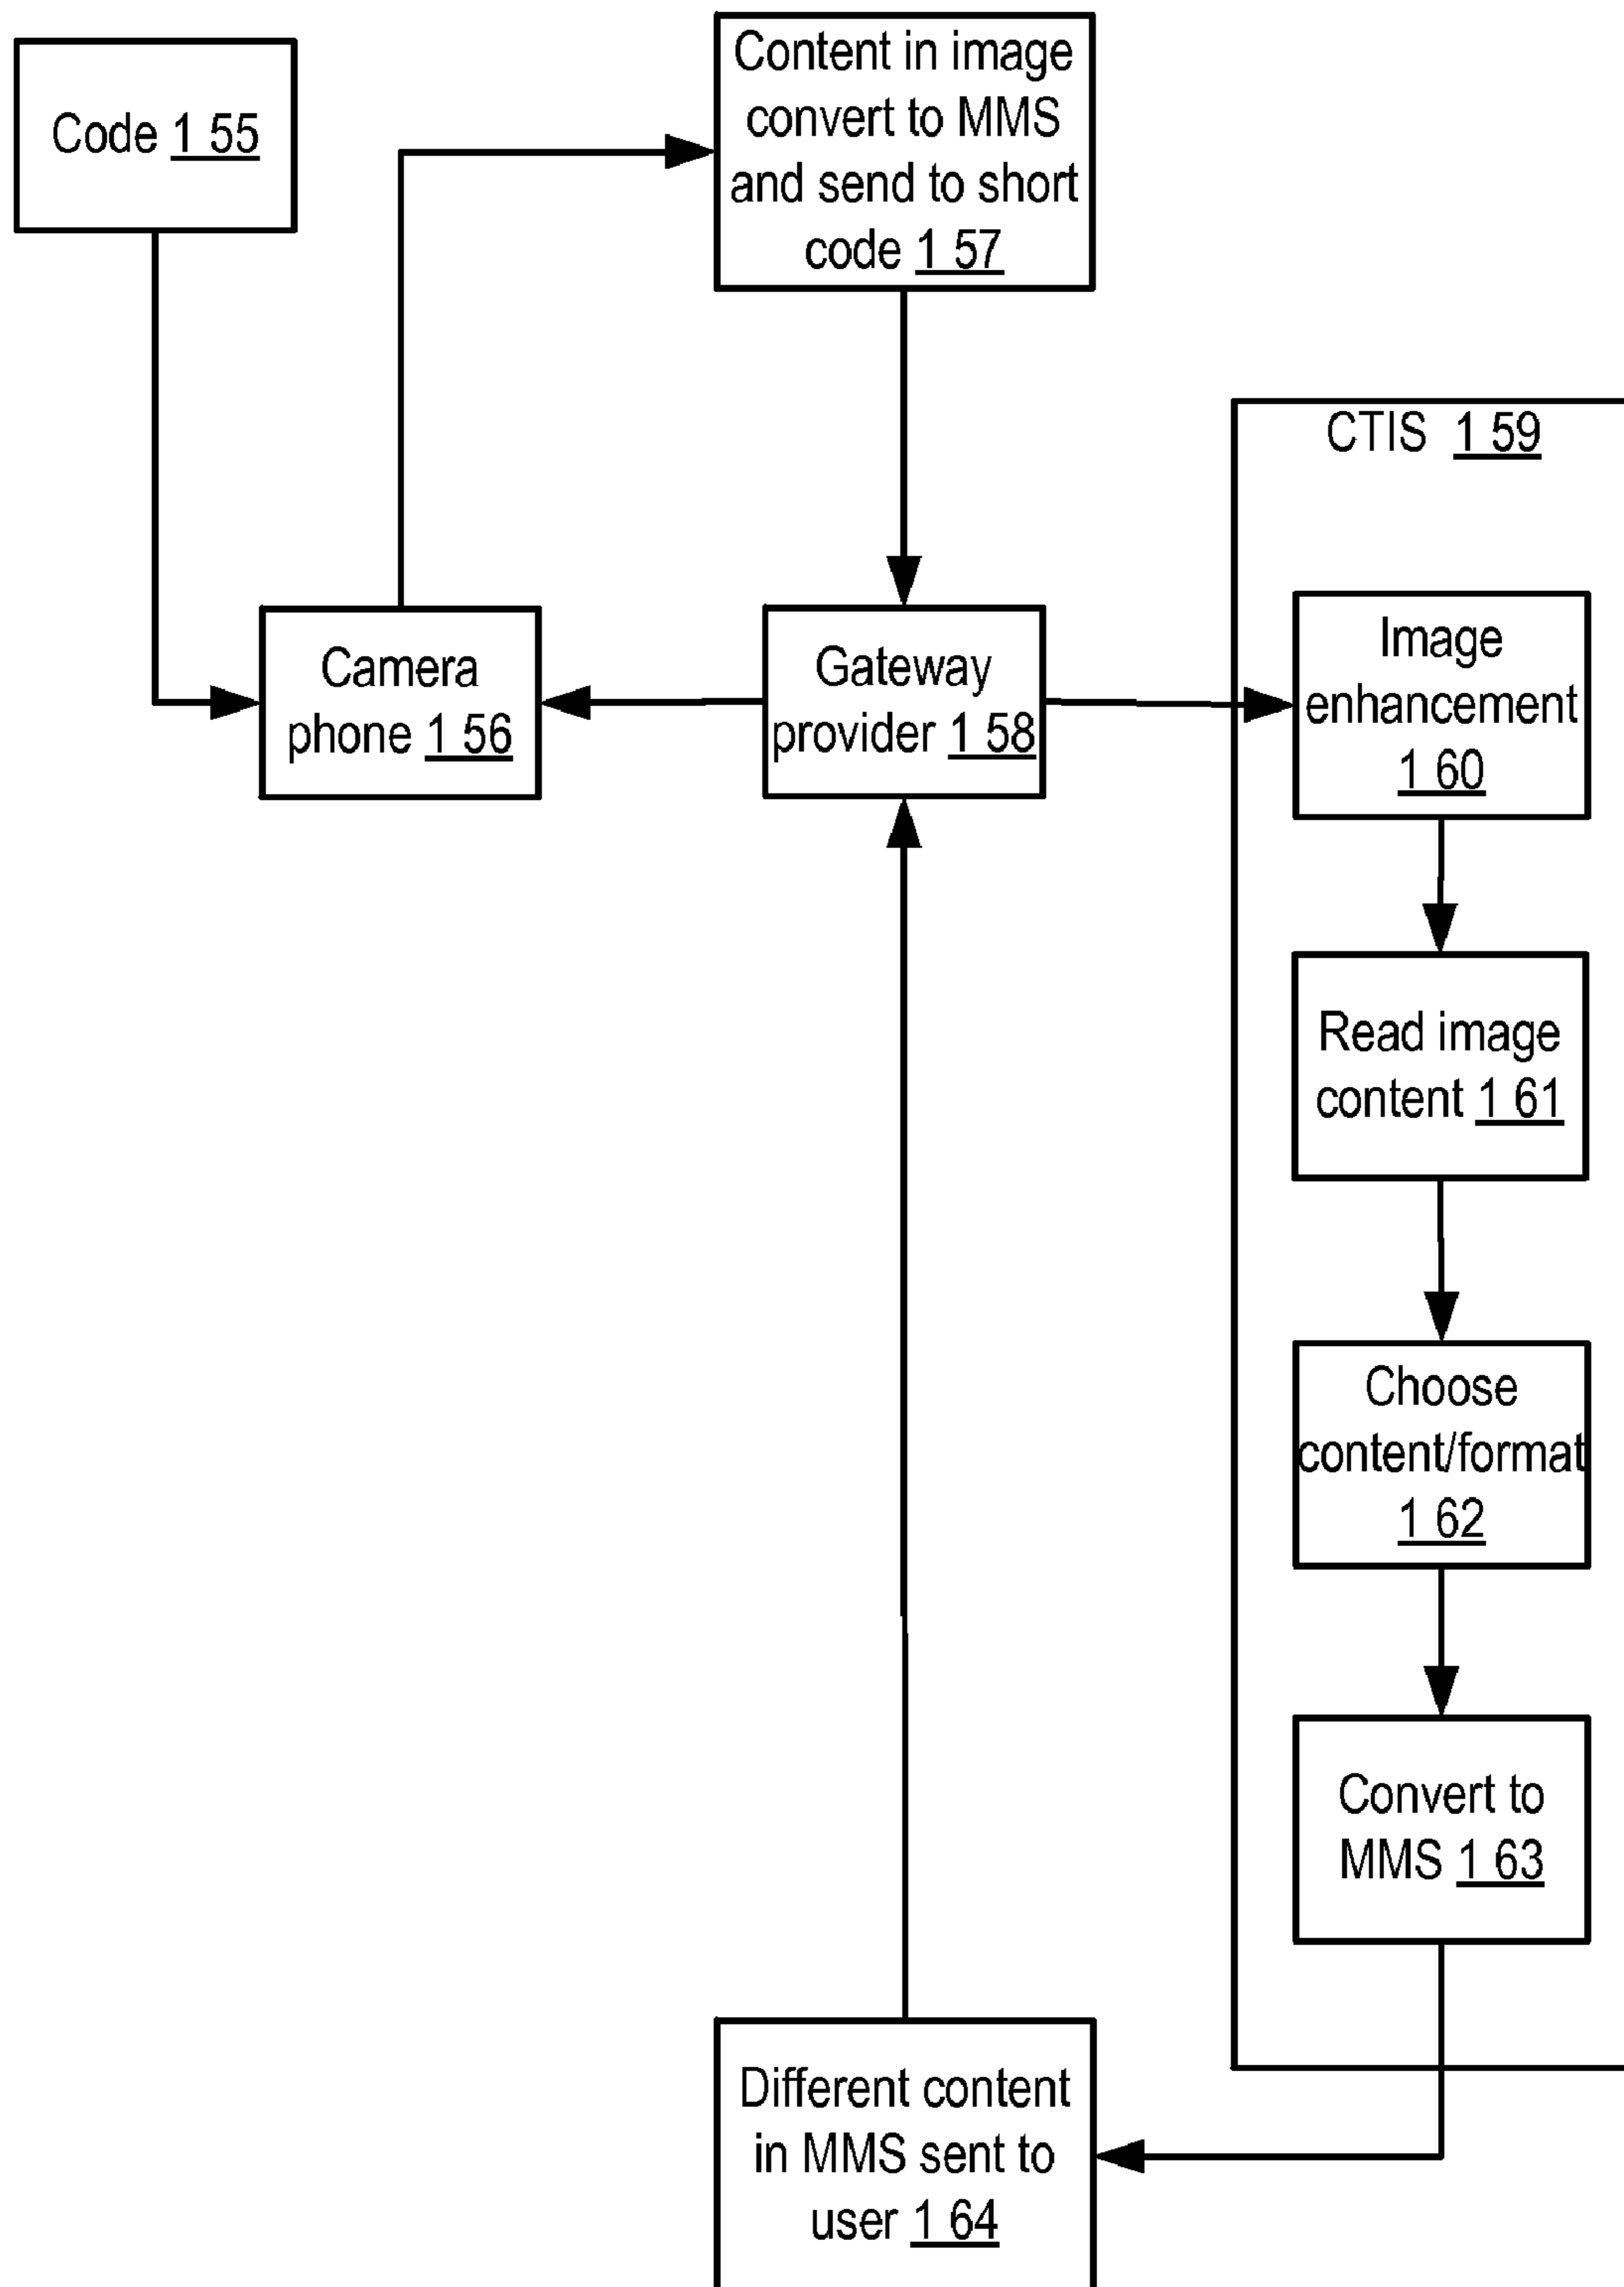 Code 1 55
Content in image
convert to MMS
and send to short
code 1 57
CTIS 1 59
Camera
phone 1 56
Gateway
provider 1 58
Image
enhancement
1 60
Read image
content 1 61
Choose
content/format
1 62
Convert to
MMS 1 63
Different content
in MMS sent to
user 1 64